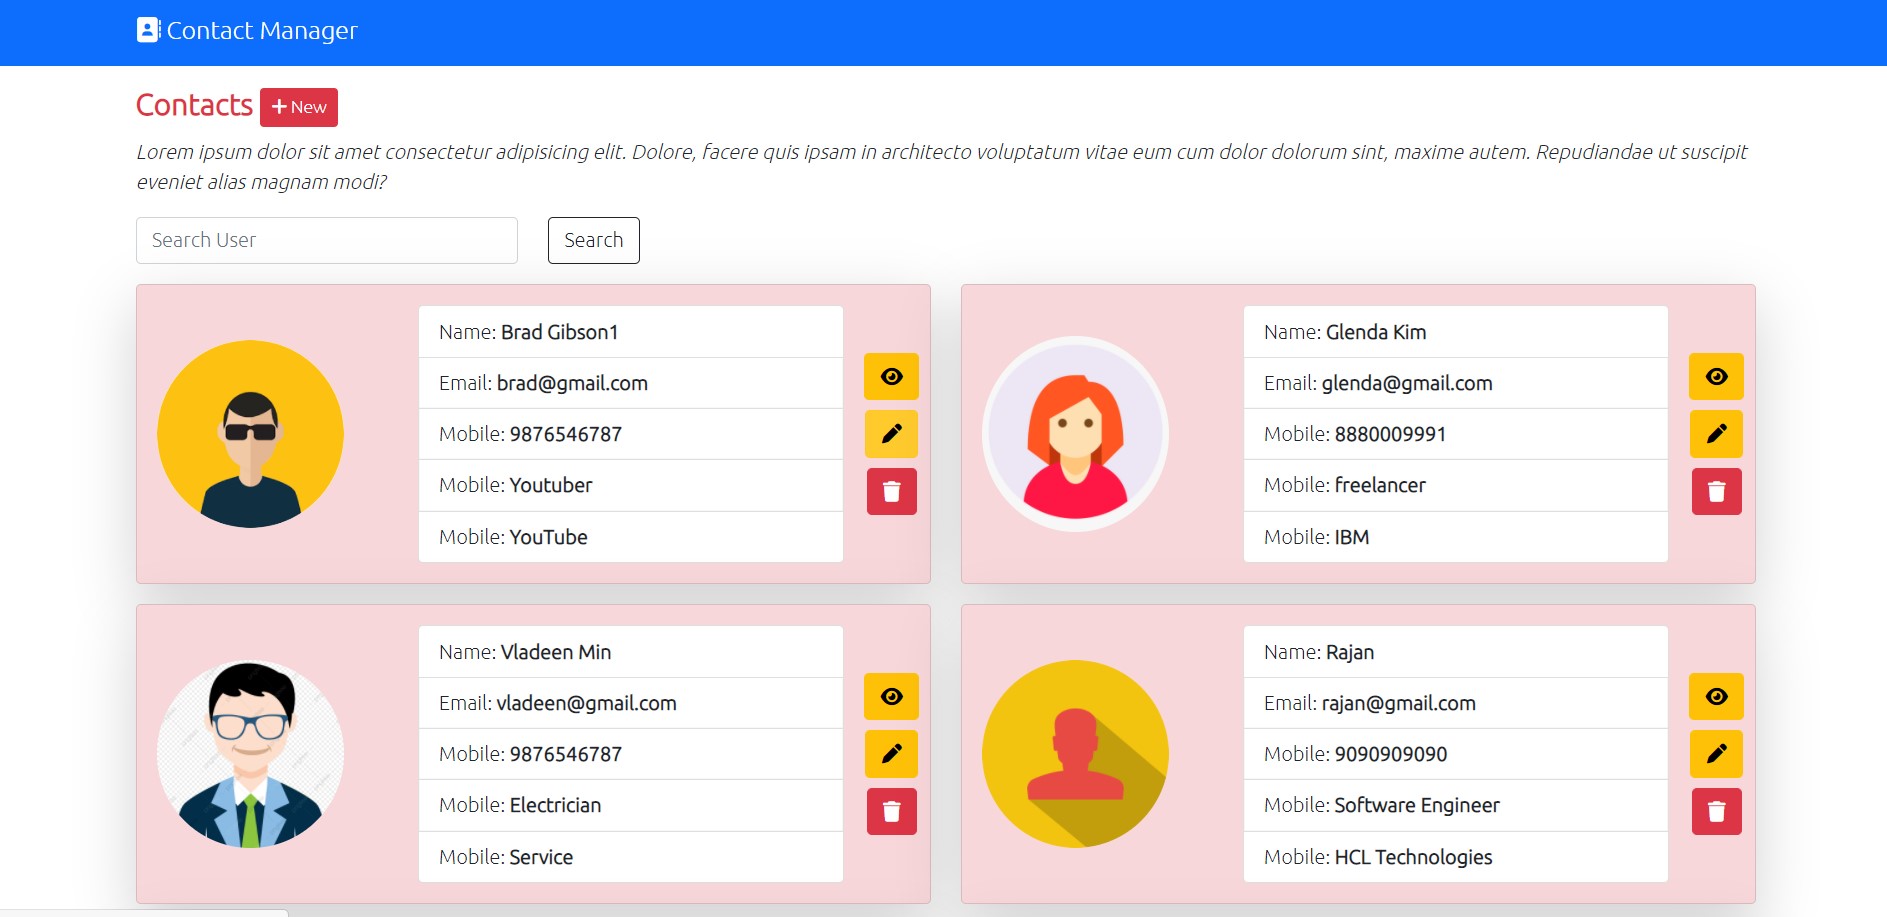 Contact Manager
Contacts + New
Lorem ipsum dolor sit amet consectetur adipisicing elit. Dolore, facere quis ipsam in architecto voluptatum vitae eum cum dolor dolorum sint, maxime autem. Repudiandae ut suscipit
eveniet alias magnam modi?
Search User
Search
Name: Brad Gibson1
Email: brad@gmail.com
Mobile: 9876546787
Mobile: Youtuber
Mobile: YouTube
Name: Glenda Kim
Email: glenda@gmail.com
Mobile: 8880009991
Mobile: freelancer
Mobile: IBM
Name: Vladeen Min
Email: vladeen@gmail.com
Mobile: 9876546787
Mobile: Electrician
Mobile: Service
Name: Rajan
Email: rajan@gmail.com
Mobile: 9090909090
Mobile: Software Engineer
Mobile: HCL Technologies